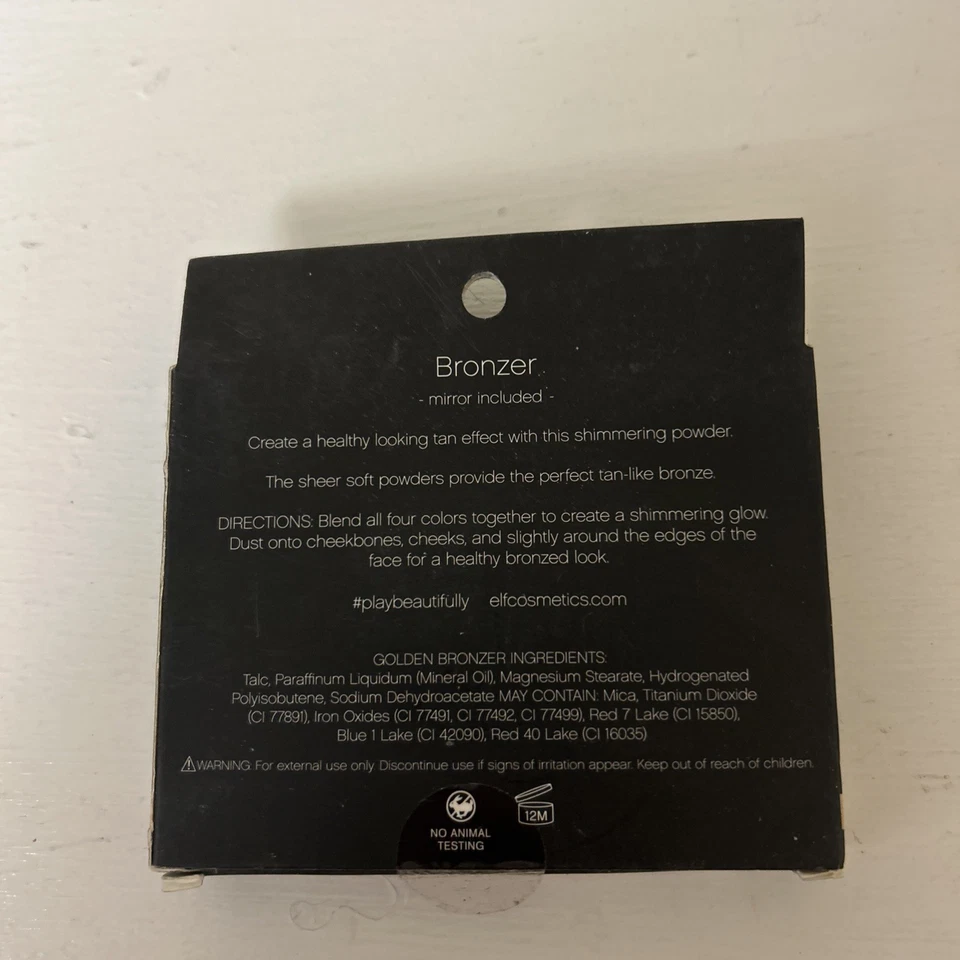 Bronzer
- mirror included -
Create a healthy looking tan effect with this shimmering powder.
The sheer soft powders provide the perfect tan-like bronze.
DIRECTIONS: Blend all four colors together to create a shimmering glow.
Dust onto cheekbones, cheeks, and slightly around the edges of the
face for a healthy bronzed look.
#playbeautifully elfcosmetics.com
GOLDEN BRONZER INGREDIENTS:
Talc, Paraffinum Liquidum (Mineral Oil), Magnesium Stearate, Hydrogenated
Polyisobutene, Sodium Dehydroacetate MAY CONTAIN: Mica, Titanium Dioxide
(CI 77891), Iron Oxides (CI 77491, CI 77492, CI 77499), Red 7 Lake (CI 15850),
Blue 1 Lake (CI 42090), Red 40 Lake (CI 16035)
WARNING: For external use only. Discontinue use if signs of irritation appear. Keep out of reach of children.
12M
NO ANIMAL
TESTING